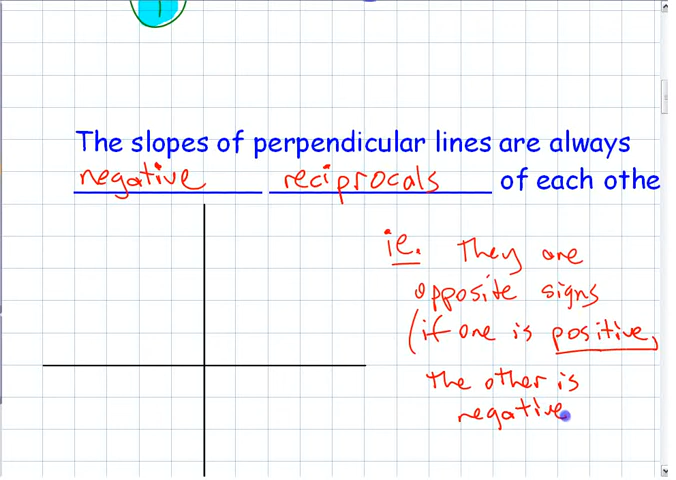 1
The slopes of perpendicular lines are always
negative reciprocals of each othe
ie. They are
opposite signs
(if one is positive,
the other is
negative